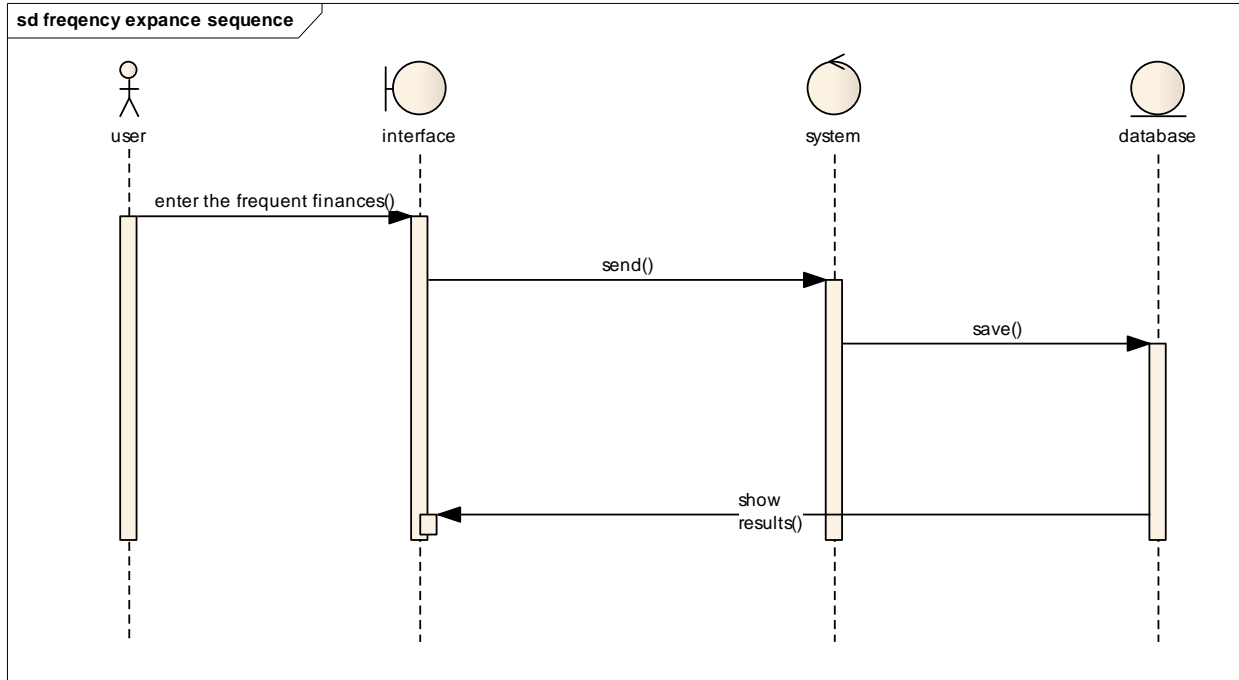 sd freqency expance sequence
user
interface
system
database
enter the frequent finances()
send()
save()
show
results()